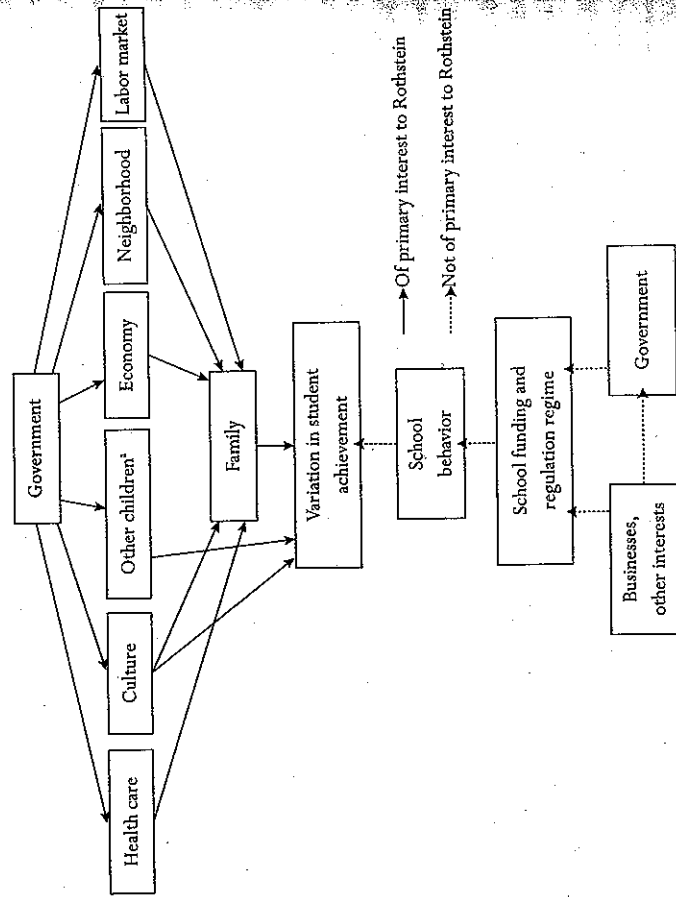 Government
Health care
Culture
Other childrenª
Economy
Neighborhood
Labor market
Family
Variation in student
achievement
School
behavior
Of primary interest to Rothstein
Not of primary interest to Rothstein
School funding and
regulation regime
Businesses,
other interests
Government